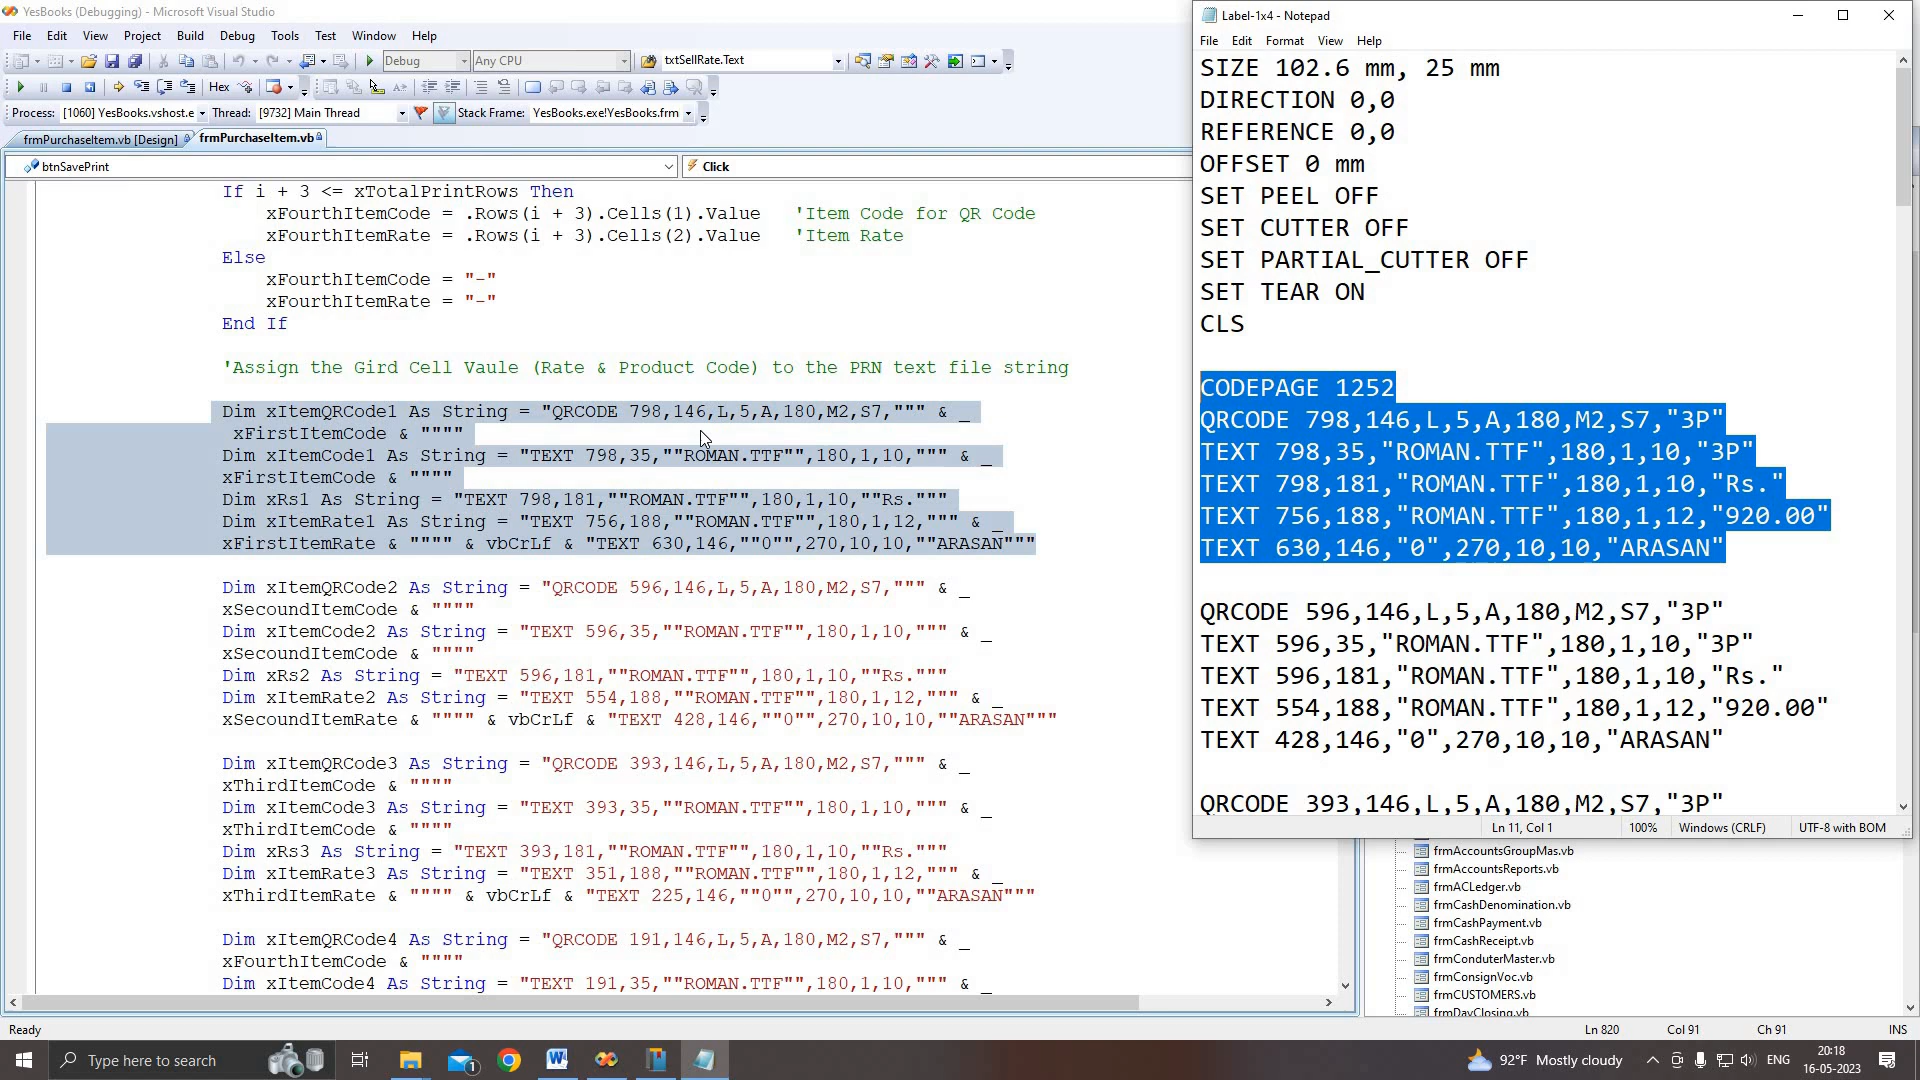 YesBooks (Debugging) - Microsoft Visual Studio
File Edit View Project Build Debug Tools Test Window Help
Debug Any CPU txtSellRate.Text
Hex
Process: [1060] YesBooks.vshost.e Thread: [9732] Main Thread Stack Frame: YesBooks.exe!YesBooks.frm
frmPurchaseItem.vb [Design] frmPurchaseItem.vb
btnSavePrint Click
If i + 3 <= xTotalPrintRows Then
xFourthItemCode = .Rows(i + 3).Cells(1).Value 'Item Code for QR Code
xFourthItemRate = .Rows(i + 3).Cells(2).Value 'Item Rate
Else
xFourthItemCode = "-"
xFourthItemRate = "-"
End If
'Assign the Gird Cell Vaule (Rate & Product Code) to the PRN text file string
Dim xItemQRCode1 As String = "QRCODE 798,146,L,5,A,180,M2,S7,""" & _
xFirstItemCode & """"
Dim xItemCode1 As String = "TEXT 798,35,""ROMAN.TTF"",180,1,10,""" & _
xFirstItemCode & """"
Dim xRs1 As String = "TEXT 798,181,""ROMAN.TTF"",180,1,10,""Rs."""
Dim xItemRate1 As String = "TEXT 756,188,""ROMAN.TTF"",180,1,12,""" & _
xFirstItemRate & """" & vbCrLf & "TEXT 630,146,""0"",270,10,10,""ARASAN"""
Dim xItemQRCode2 As String = "QRCODE 596,146,L,5,A,180,M2,S7,""" & _
xSecoundItemCode & """"
Dim xItemCode2 As String = "TEXT 596,35,""ROMAN.TTF"",180,1,10,""" & _
xSecoundItemCode & """"
Dim xRs2 As String = "TEXT 596,181,""ROMAN.TTF"",180,1,10,""Rs."""
Dim xItemRate2 As String = "TEXT 554,188,""ROMAN.TTF"",180,1,12,""" & _
xSecoundItemRate & """" & vbCrLf & "TEXT 428,146,""0"",270,10,10,""ARASAN"""
Dim xItemQRCode3 As String = "QRCODE 393,146,L,5,A,180,M2,S7,""" & _
xThirdItemCode & """"
Dim xItemCode3 As String = "TEXT 393,35,""ROMAN.TTF"",180,1,10,""" & _
xThirdItemCode & """"
Dim xRs3 As String = "TEXT 393,181,""ROMAN.TTF"",180,1,10,""Rs."""
Dim xItemRate3 As String = "TEXT 351,188,""ROMAN.TTF"",180,1,12,""" & _
xThirdItemRate & """" & vbCrLf & "TEXT 225,146,""0"",270,10,10,""ARASAN"""
Dim xItemQRCode4 As String = "QRCODE 191,146,L,5,A,180,M2,S7,""" & _
xFourthItemCode & """"
Dim xItemCode4 As String = "TEXT 191,35,""ROMAN.TTF"",180,1,10,""" & _
Label-1x4 - Notepad
File Edit Format View Help
SIZE 102.6 mm, 25 mm
DIRECTION 0,0
REFERENCE 0,0
OFFSET 0 mm
SET PEEL OFF
SET CUTTER OFF
SET PARTIAL_CUTTER OFF
SET TEAR ON
CLS
CODEPAGE 1252
QRCODE 798,146,L,5,A,180,M2,S7,"3P"
TEXT 798,35,"ROMAN.TTF",180,1,10,"3P"
TEXT 798,181,"ROMAN.TTF",180,1,10,"Rs."
TEXT 756,188,"ROMAN.TTF",180,1,12,"920.00"
TEXT 630,146,"0",270,10,10,"ARASAN"
QRCODE 596,146,L,5,A,180,M2,S7,"3P"
TEXT 596,35,"ROMAN.TTF",180,1,10,"3P"
TEXT 596,181,"ROMAN.TTF",180,1,10,"Rs."
TEXT 554,188,"ROMAN.TTF",180,1,12,"920.00"
TEXT 428,146,"0",270,10,10,"ARASAN"
QRCODE 393,146,L,5,A,180,M2,S7,"3P"
Ln 11, Col 1 100% Windows (CRLF) UTF-8 with BOM
frmAccountsGroupMas.vb
frmAccountsReports.vb
frmACLedger.vb
frmCashDenomination.vb
frmCashPayment.vb
frmCashReceipt.vb
frmConduterMaster.vb
frmConsignVoc.vb
frmCUSTOMERS.vb
frmDayClosing.vb
Ready Ln 820 Col 91 Ch 91 INS
Type here to search 1 92°F Mostly cloudy ENG 20:18
16-05-2023